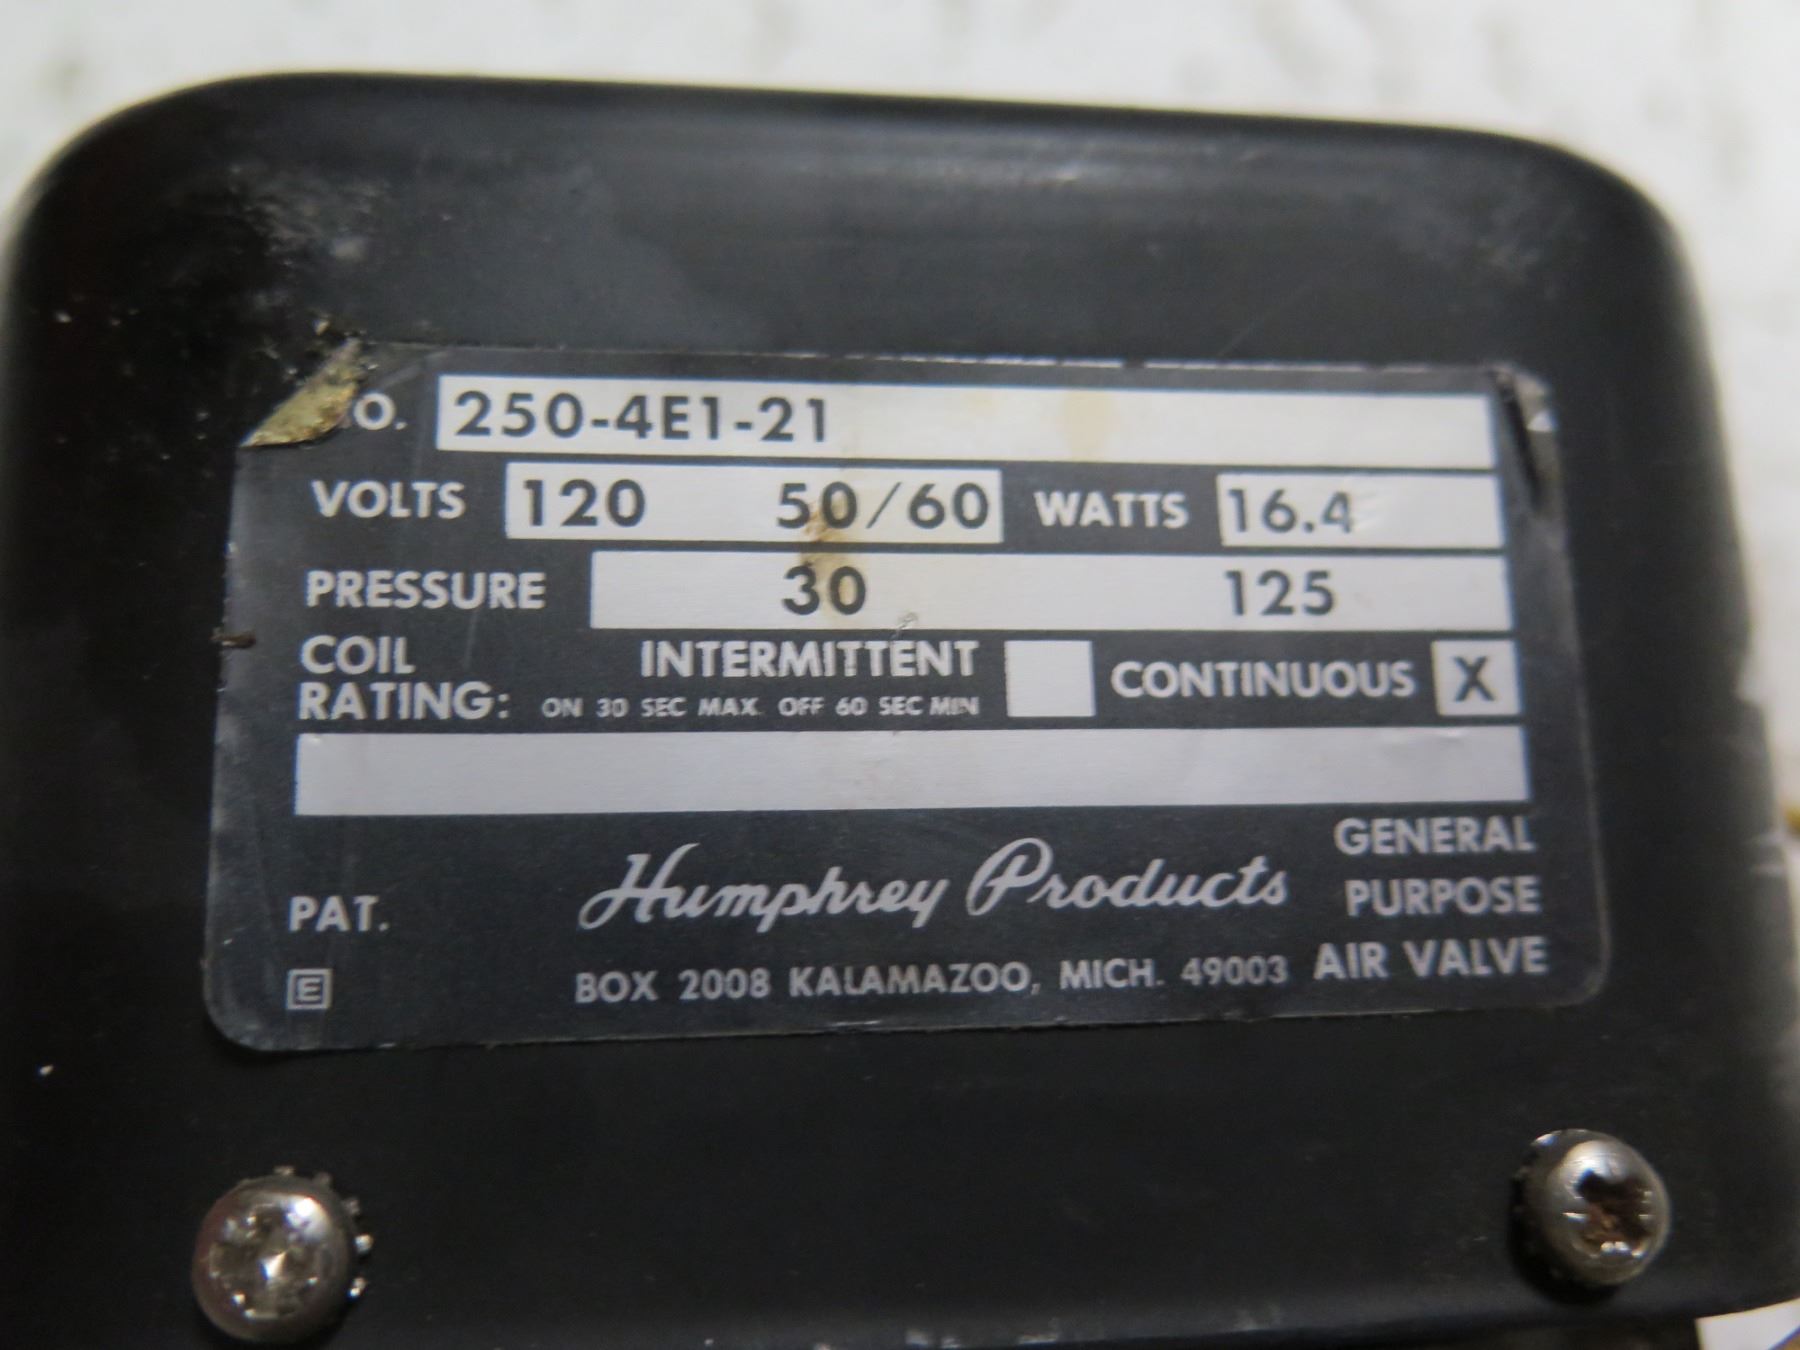 O. 250-4E1-21
VOLTS 120 50/60 WATTS 16.4
PRESSURE 30 125
COIL RATING: INTERMITTENT CONTINUOUS X
ON 30 SEC MAX. OFF 60 SEC MIN
GENERAL
PURPOSE
AIR VALVE
PAT. Humphrey Products
E BOX 2008 KALAMAZOO, MICH. 49003